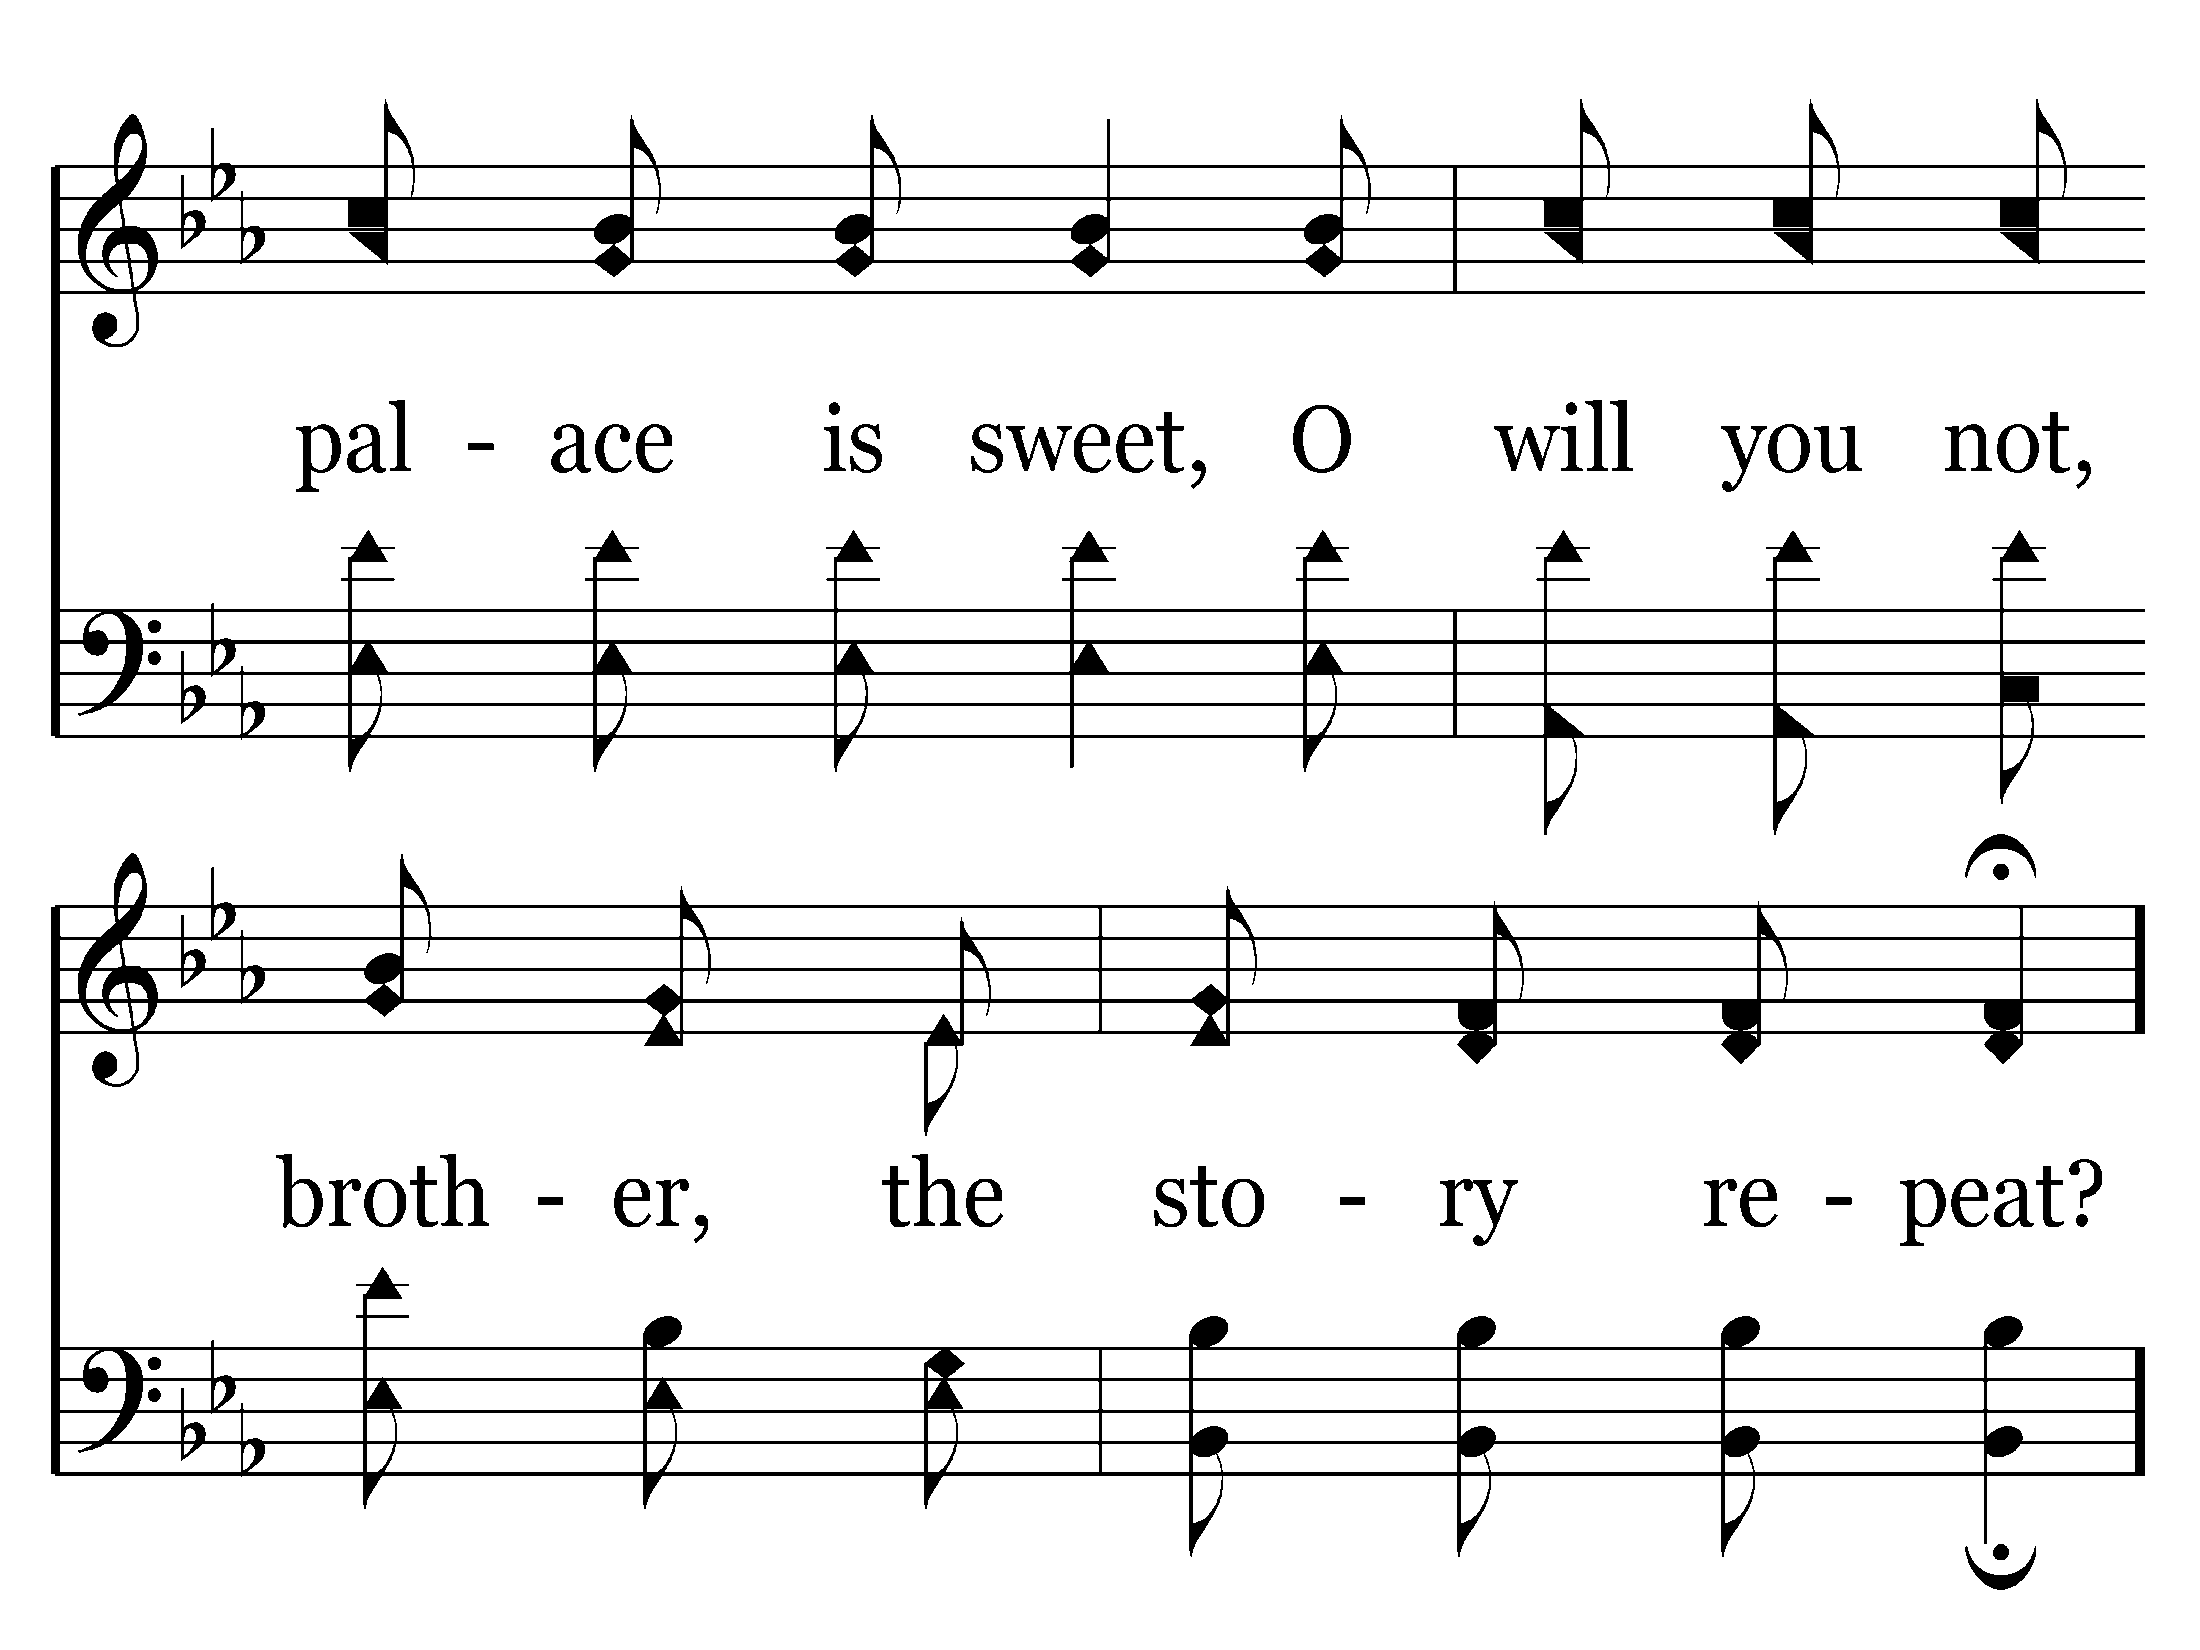 pal - ace is sweet, O will you not,
broth - er, the sto - ry re - peat?